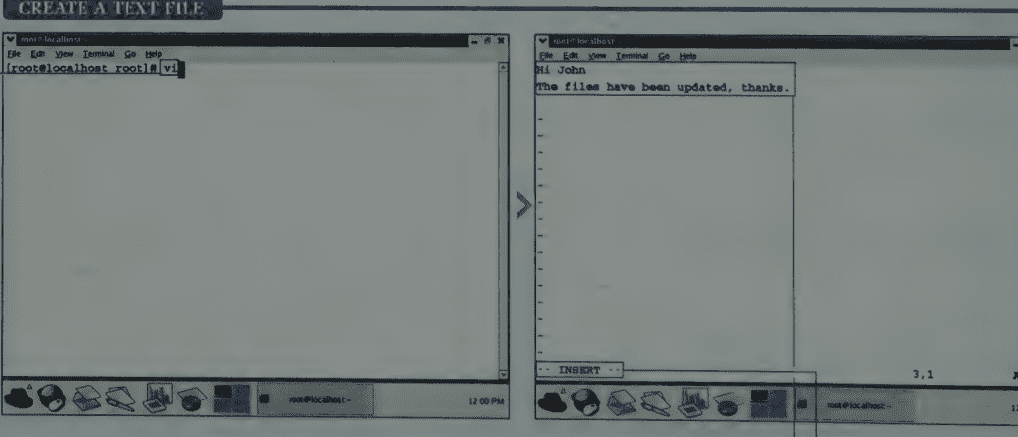 CREATE A TEXT FILE
root@localhost:~
File Edit View Terminal Go Help
[root@localhost root]# vi
root@localhost:~
12:00 PM
root@localhost:~
File Edit View Terminal Go Help
Hi John
The files have been updated, thanks.
~
~
~
~
~
~
~
~
~
~
~
~
~
~
-- INSERT --
3,1
root@localhost:~